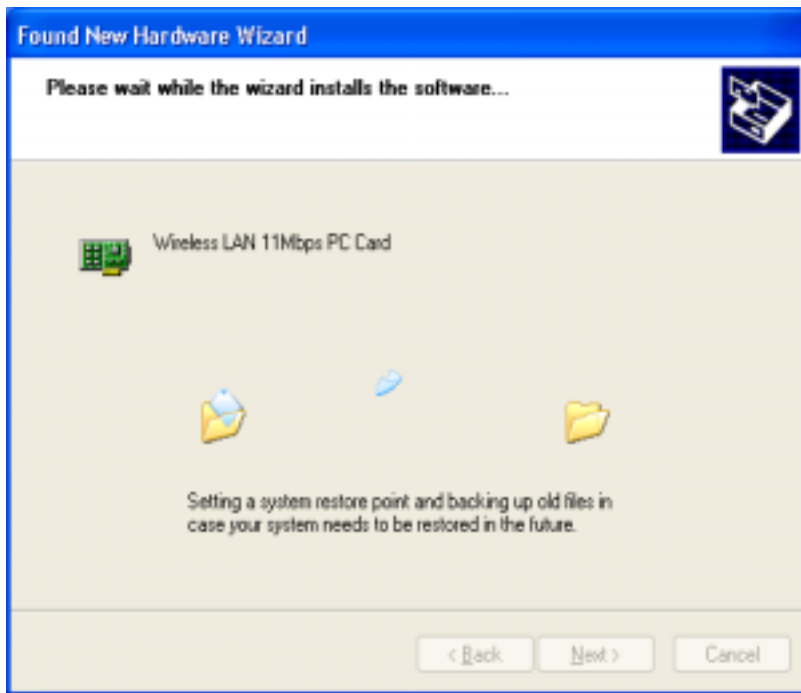 Found New Hardware Wizard
Please wait while the wizard installs the software...
Wireless LAN 11Mbps PC Card
Setting a system restore point and backing up old files in
case your system needs to be restored in the future.
< Back Next > Cancel